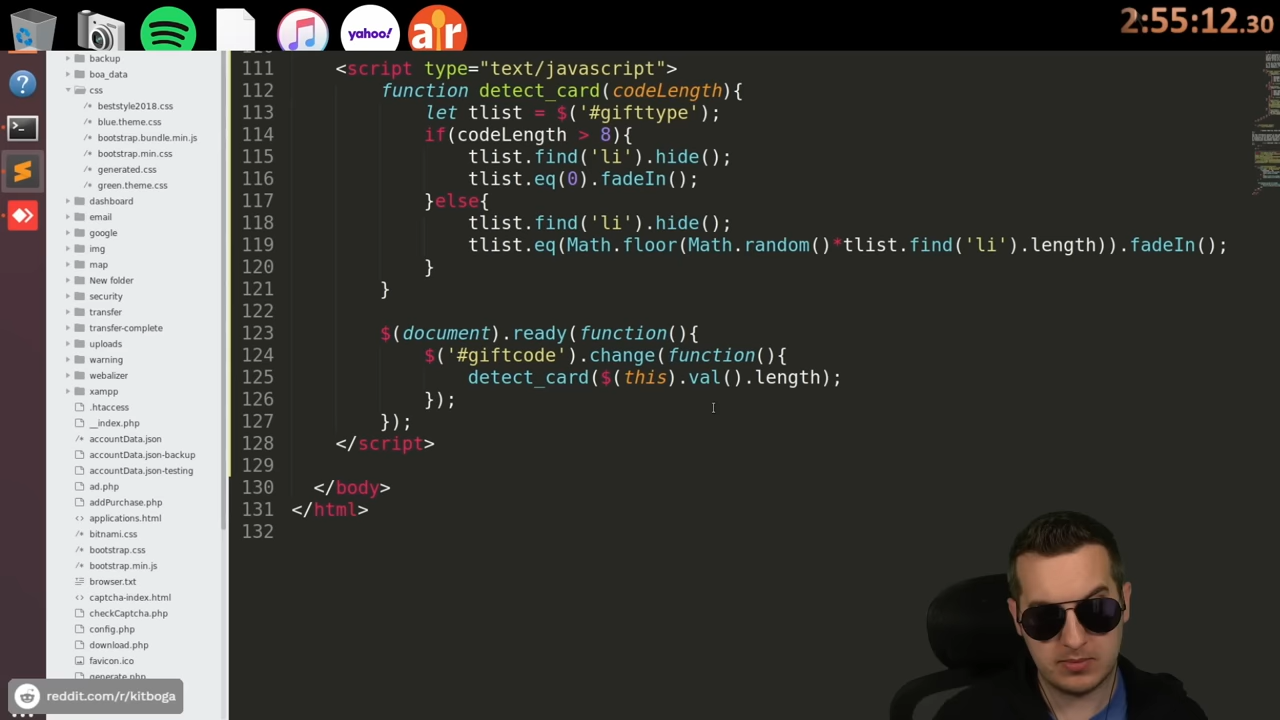 yahoo!
air
2:55:12.30
backup
boa_data
css
beststyle2018.css
blue.theme.css
bootstrap.bundle.min.js
bootstrap.min.css
generated.css
green.theme.css
dashboard
email
google
img
map
New folder
security
transfer
transfer-complete
uploads
warning
webalizer
xampp
.htaccess
__index.php
accountData.json
accountData.json-backup
accountData.json-testing
ad.php
addPurchase.php
applications.html
bitnami.css
bootstrap.css
bootstrap.min.js
browser.txt
captcha-index.html
checkCaptcha.php
config.php
download.php
favicon.ico
generate.php
111 <script type="text/javascript">
112 function detect_card(codeLength){
113 let tlist = $('#gifttype');
114 if(codeLength > 8){
115 tlist.find('li').hide();
116 tlist.eq(0).fadeIn();
117 }else{
118 tlist.find('li').hide();
119 tlist.eq(Math.floor(Math.random()*tlist.find('li').length)).fadeIn();
120 }
121 }
122
123 $(document).ready(function(){
124 $('#giftcode').change(function(){
125 detect_card($(this).val().length);
126 });
127 });
128 </script>
129
130 </body>
131 </html>
132
reddit.com/r/kitboga